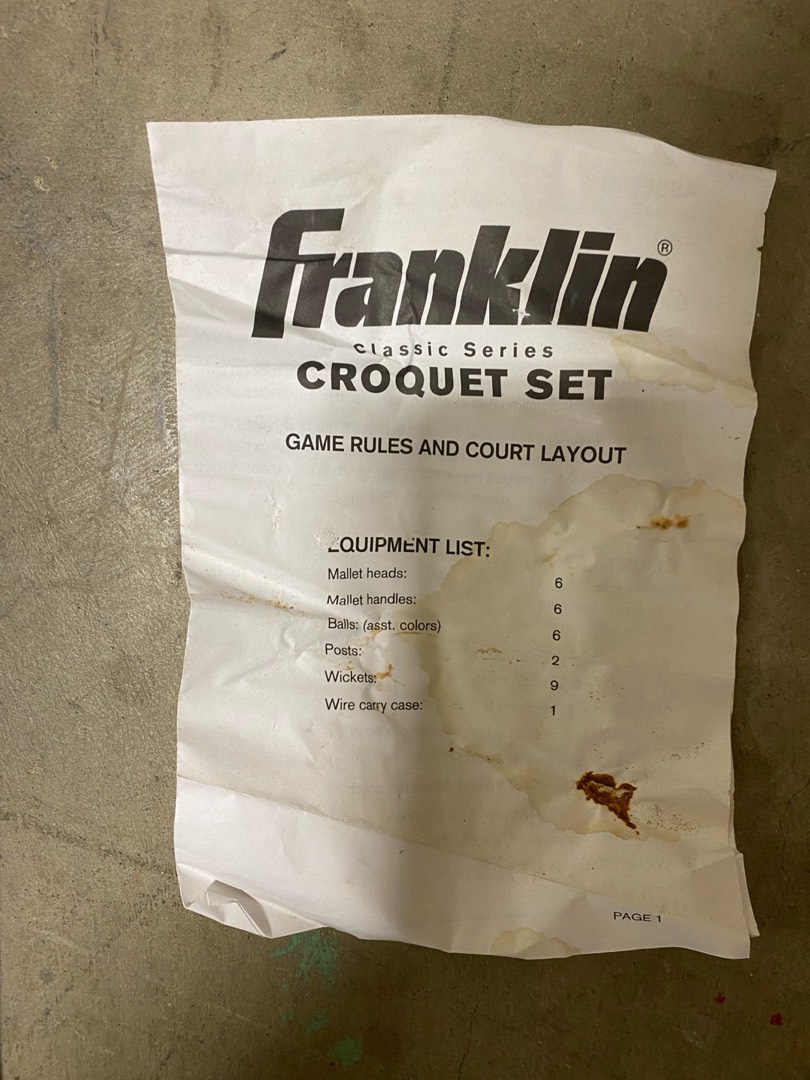 Franklin®
Classic Series
CROQUET SET
GAME RULES AND COURT LAYOUT
EQUIPMENT LIST:
Mallet heads: 6
Mallet handles: 6
Balls: (asst. colors) 6
Posts: 2
Wickets: 9
Wire carry case: 1
PAGE 1